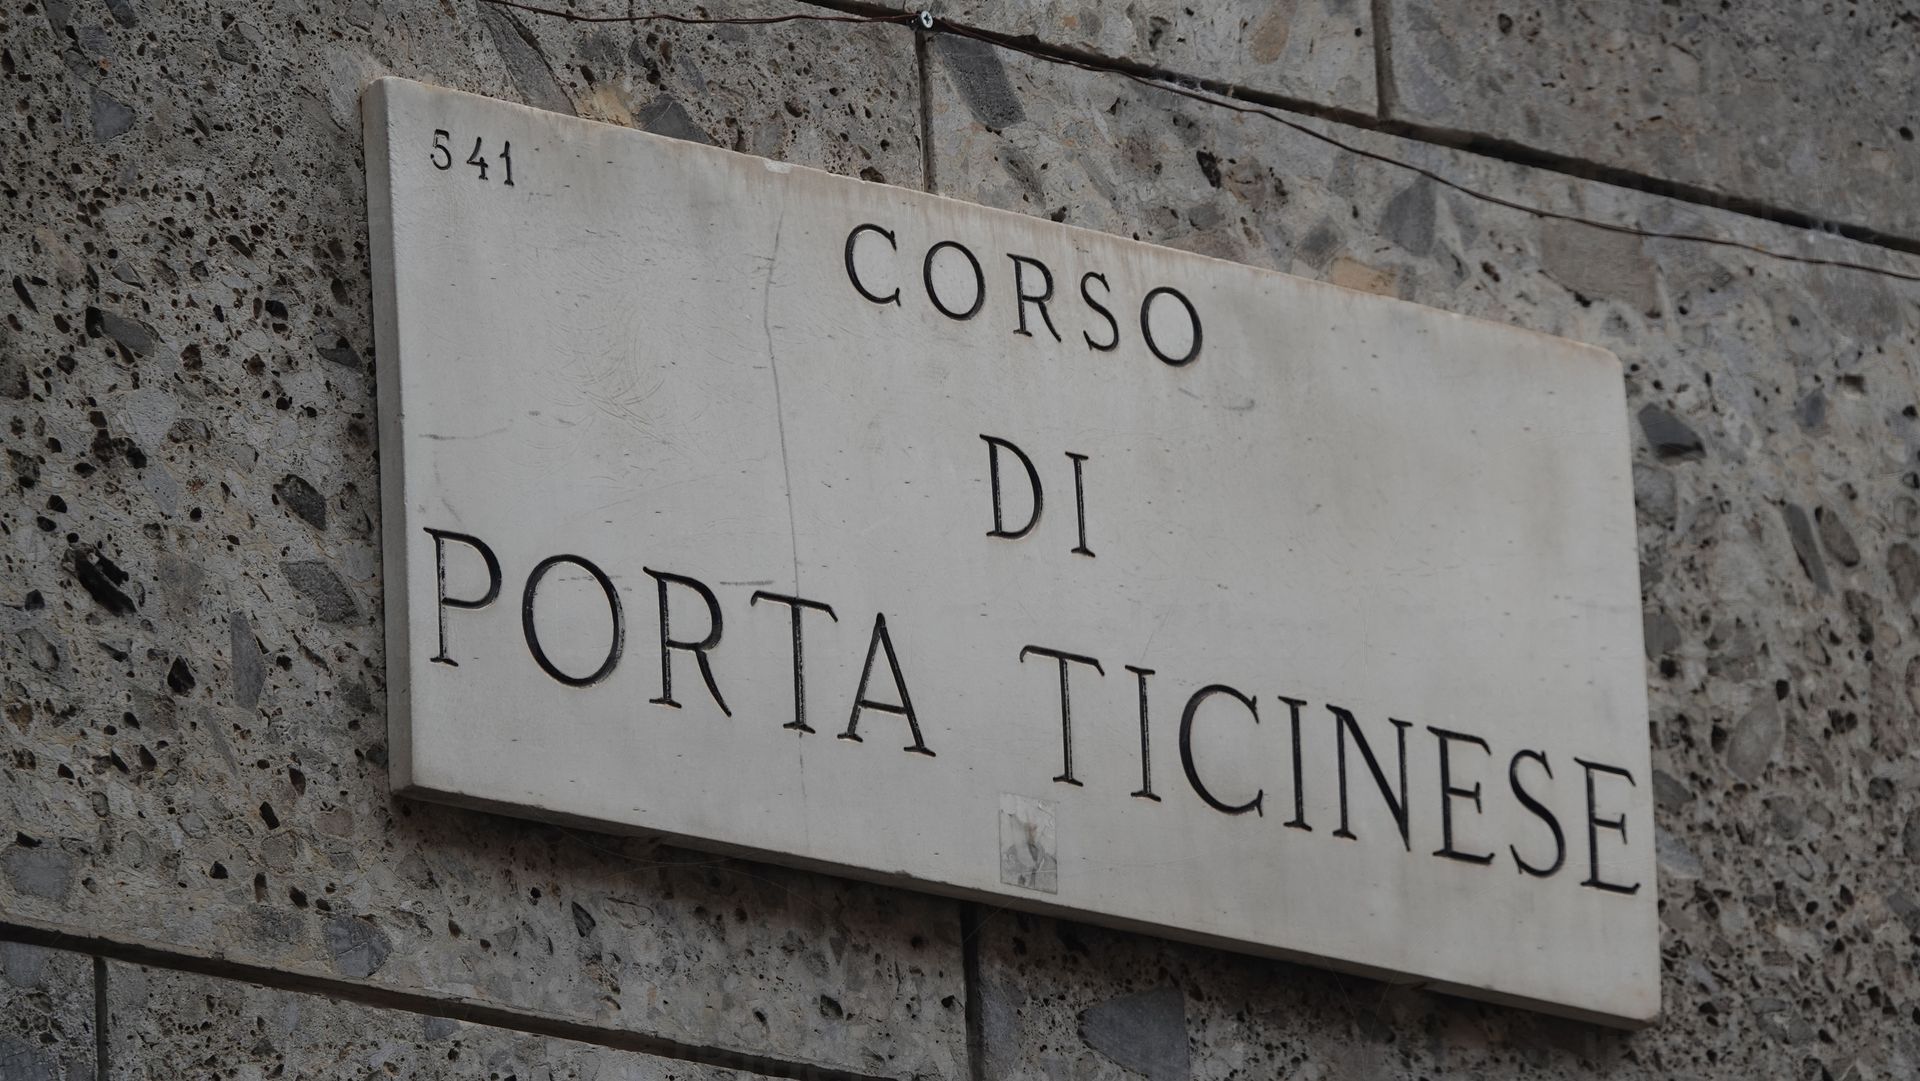 541
CORSO
DI
PORTA TICINESE